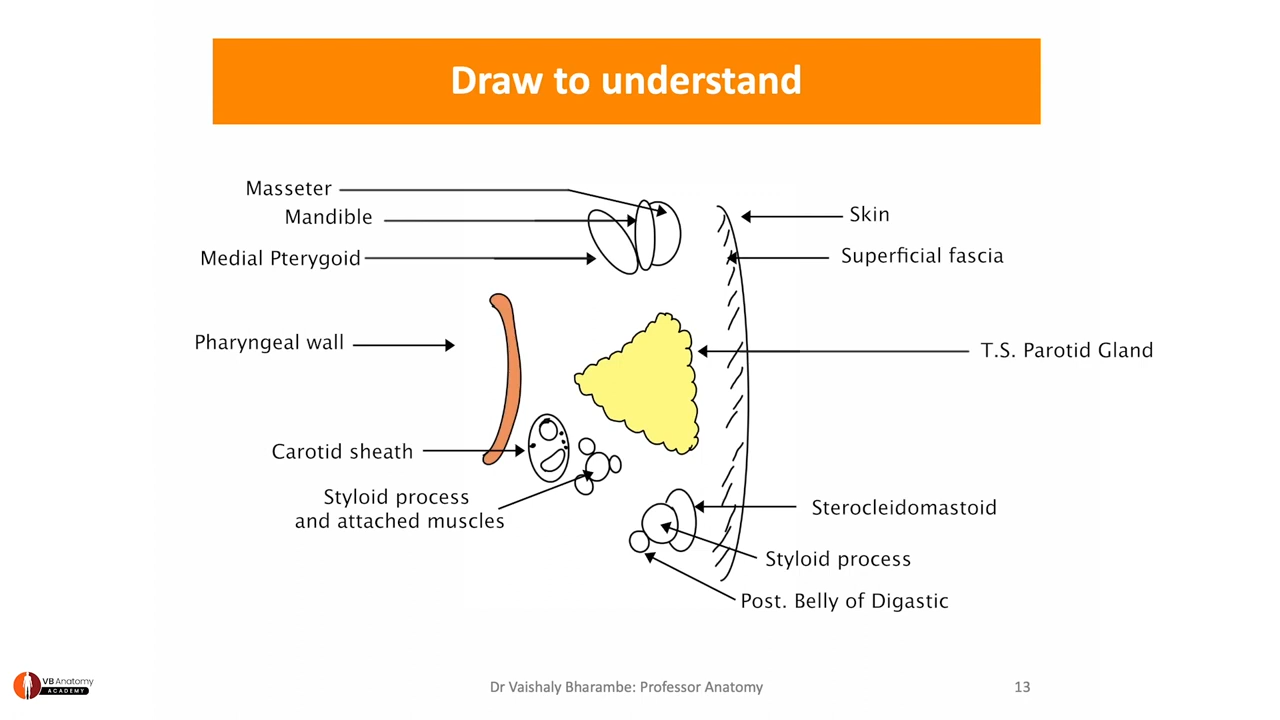 Draw to understand
Masseter
Mandible
Medial Pterygoid
Pharyngeal wall
Carotid sheath
Styloid process
and attached muscles
Skin
Superficial fascia
T.S. Parotid Gland
Sterocleidomastoid
Styloid process
Post. Belly of Digastic
VB Anatomy
ACADEMY
Dr Vaishaly Bharambe: Professor Anatomy
13